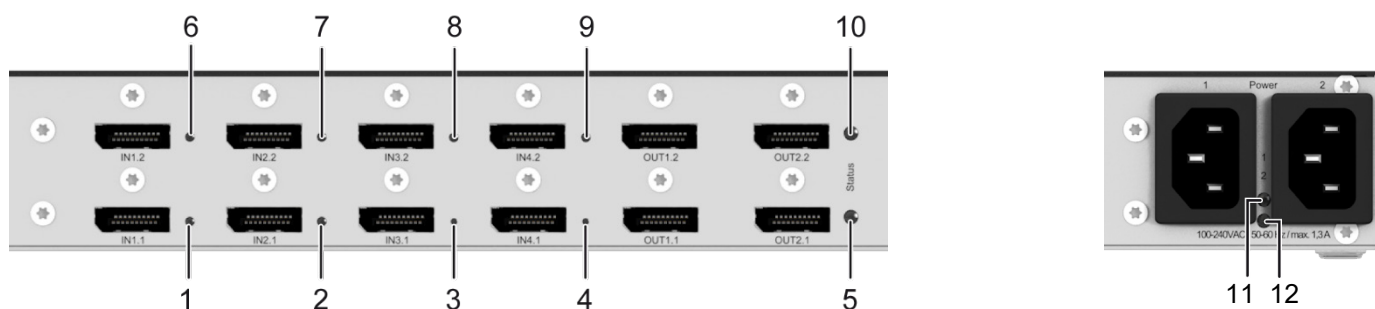 6 7 8 9 10
1 Power 2
IN1.2 IN2.2 IN3.2 IN4.2 OUT1.2 OUT2.2
1
2
Status
IN1.1 IN2.1 IN3.1 IN4.1 OUT1.1 OUT2.1
100-240VAC 50-60 Hz / max. 1,3A
1 2 3 4 5
11 12